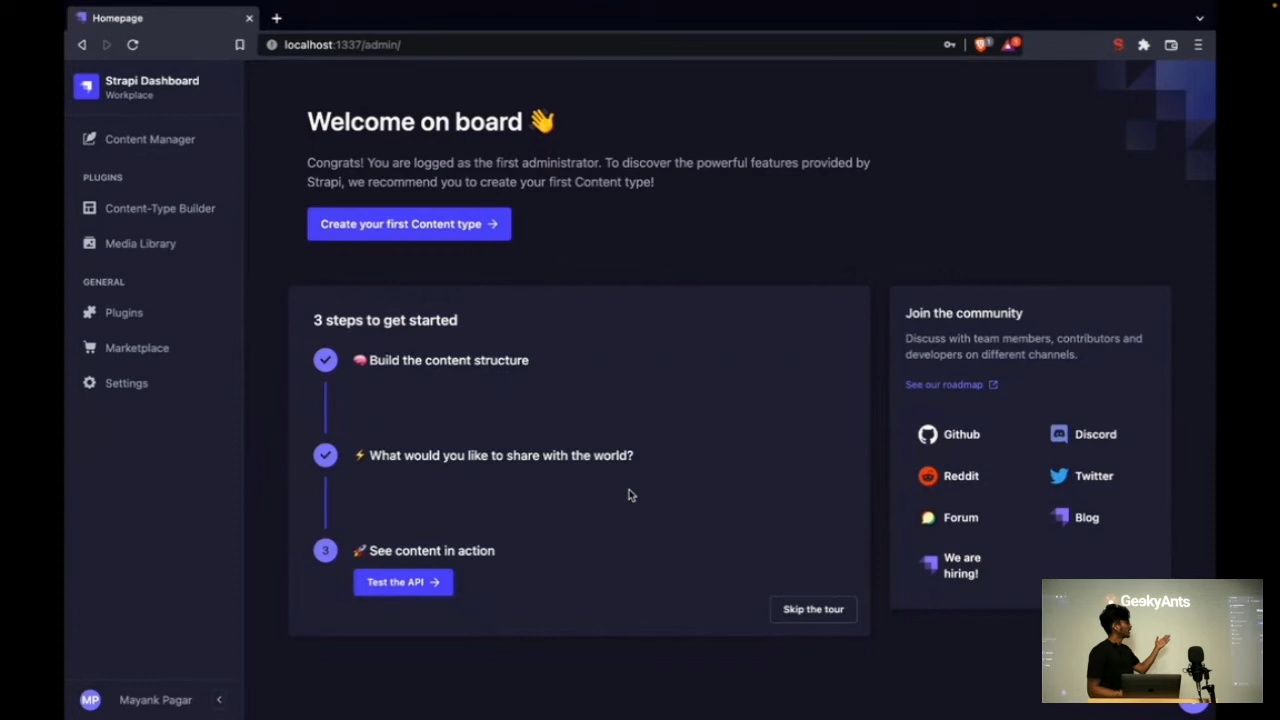 Homepage
localhost:1337/admin/
Strapi Dashboard
Workplace
Content Manager
PLUGINS
Content-Type Builder
Media Library
GENERAL
Plugins
Marketplace
Settings
MP Mayank Pagar
Welcome on board 👋
Congrats! You are logged as the first administrator. To discover the powerful features provided by
Strapi, we recommend you to create your first Content type!
Create your first Content type →
3 steps to get started
🧠 Build the content structure
⚡ What would you like to share with the world?
3 🚀 See content in action
Test the API →
Skip the tour
Join the community
Discuss with team members, contributors and
developers on different channels.
See our roadmap
Github
Discord
Reddit
Twitter
Forum
Blog
We are
hiring!
GeekyAnts